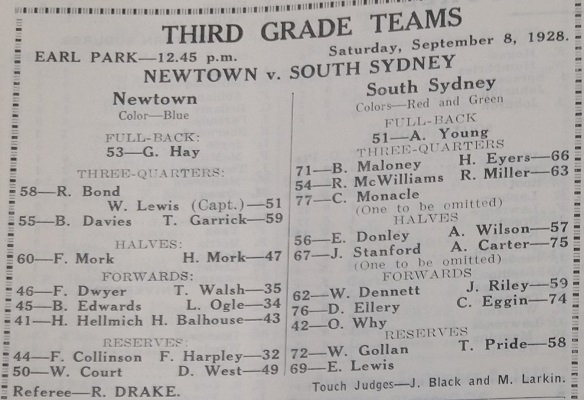 THIRD GRADE TEAMS
EARL PARK—12.45 p.m. Saturday, September 8, 1928.
NEWTOWN v. SOUTH SYDNEY
Newtown
Color—Blue
FULL-BACK:
53—G. Hay
THREE-QUARTERS:
58—R. Bond
W. Lewis (Capt.)—51
55—B. Davies T. Garrick—59
HALVES:
60—F. Mork H. Mork—47
FORWARDS:
46—F. Dwyer T. Walsh—35
45—B. Edwards L. Ogle—34
41—H. Hellmich H. Balhouse—43
RESERVES:
44—F. Collinson F. Harpley—32
50—W. Court D. West—49
Referee—R. DRAKE.
South Sydney
Colors—Red and Green
FULL-BACK
51—A. Young
THREE-QUARTERS
71—B. Maloney H. Eyers—66
54—R. McWilliams R. Miller—63
77—C. Monacle
(One to be omitted)
HALVES
56—E. Donley A. Wilson—57
67—J. Stanford A. Carter—75
(One to be omitted)
FORWARDS
62—W. Dennett J. Riley—59
76—D. Ellery C. Eggin—74
42—O. Why
RESERVES
72—W. Gollan T. Pride—58
69—E. Lewis
Touch Judges—J. Black and M. Larkin.